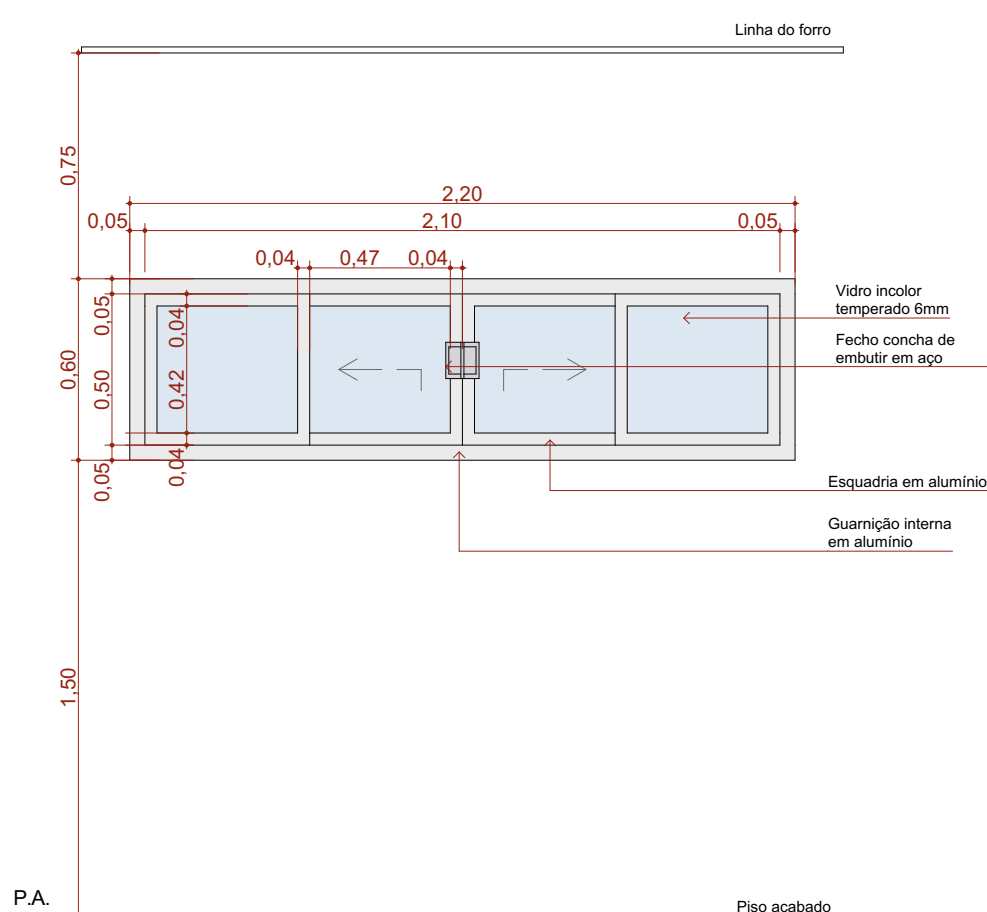 Linha do forro
0,75
2,20
0,05
2,10
0,05
0,04
0,47
0,04
0,60
0,05
0,50
0,05
0,04
0,42
0,04
Vidro incolor
temperado 6mm
Fecho concha de
embutir em aço
Esquadria em alumínio
Guarnição interna
em alumínio
1,50
P.A.
Piso acabado